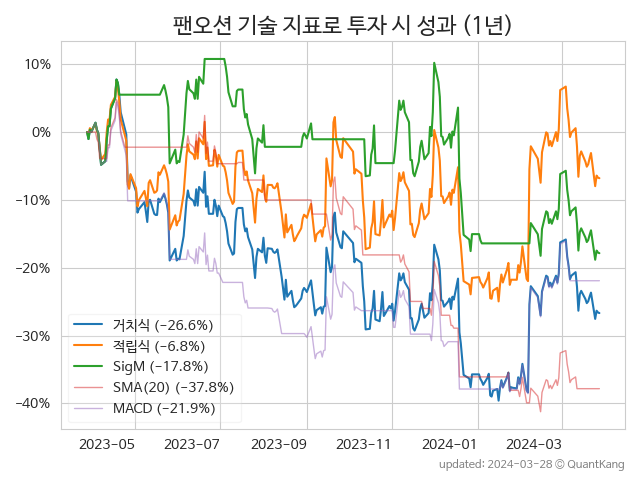 팬오션 기술 지표로 투자 시 성과 (1년)
10%
0%
−10%
−20%
−30%
−40%
거치식 (−26.6%)
적립식 (−6.8%)
SigM (−17.8%)
SMA(20) (−37.8%)
MACD (−21.9%)
2023-05 2023-07 2023-09 2023-11 2024-01 2024-03
updated: 2024-03-28 ⓒ QuantKang